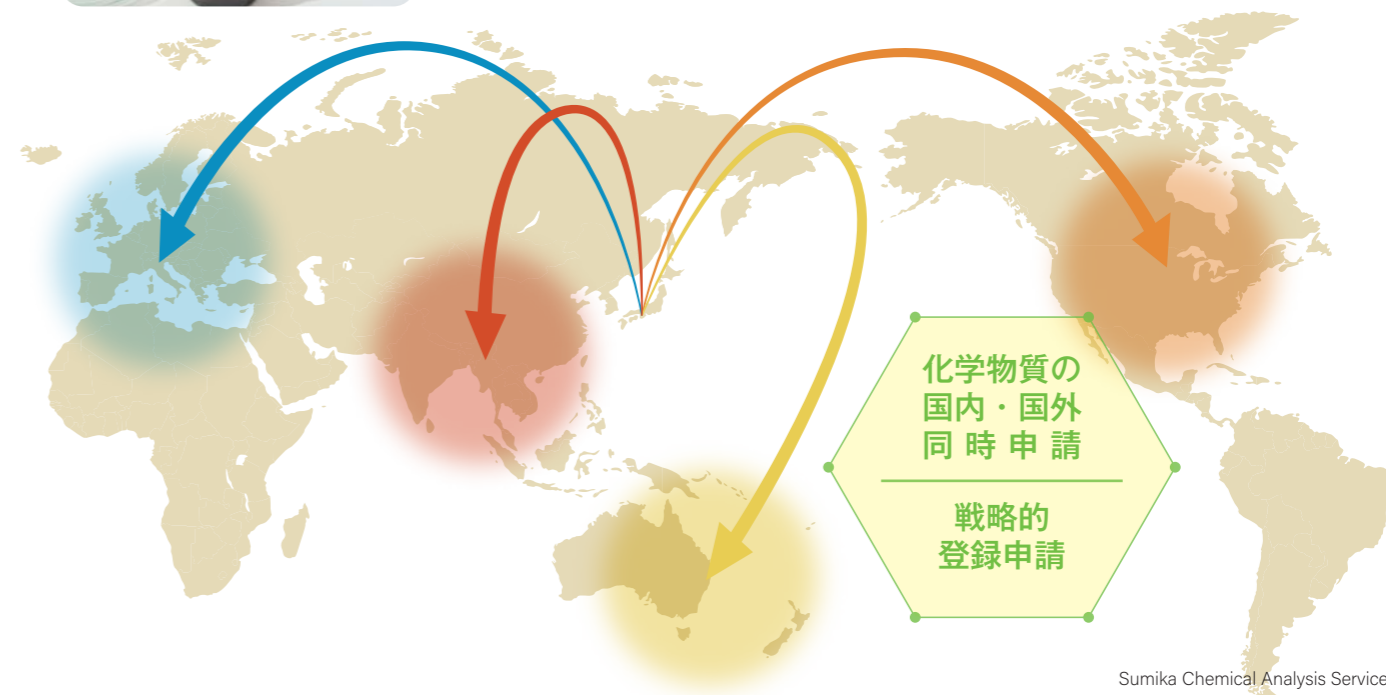 化学物質の
国内・国外
同時申請
戦略的
登録申請
Sumika Chemical Analysis Service